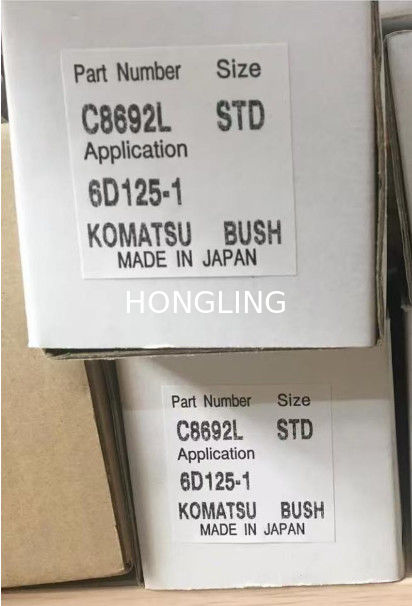 Part Number Size
C8692L STD
Application
6D125-1
KOMATSU BUSH
MADE IN JAPAN
HONGLING
Part Number Size
C8692L STD
Application
6D125-1
KOMATSU BUSH
MADE IN JAPAN